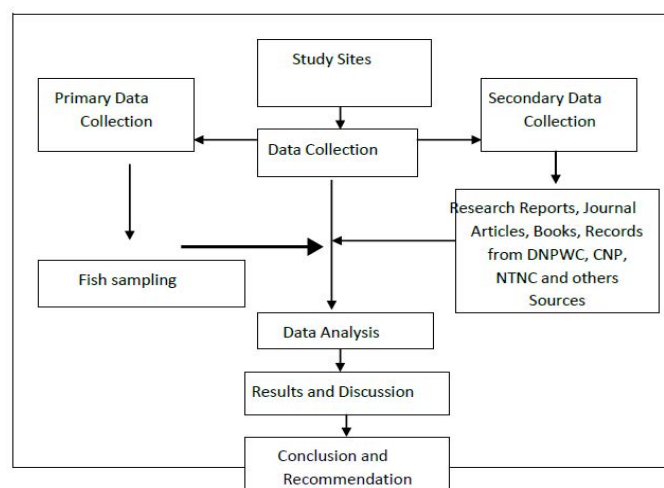 Study Sites
Primary Data
Collection
Secondary Data
Collection
Data Collection
Research Reports, Journal
Articles, Books, Records
from DNPWC, CNP,
NTNC and others
Sources
Fish sampling
Data Analysis
Results and Discussion
Conclusion and
Recommendation